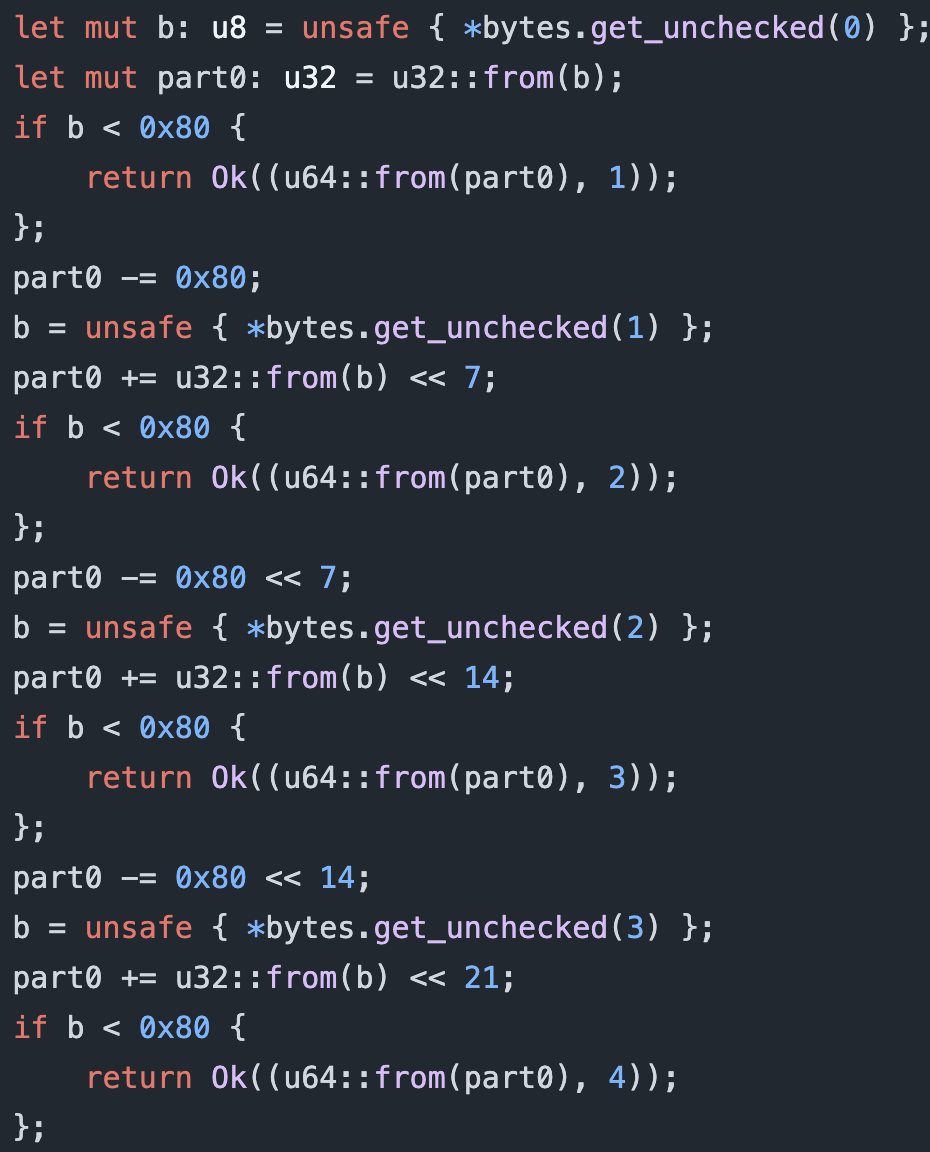 let mut b: u8 = unsafe { *bytes.get_unchecked(0) };
let mut part0: u32 = u32::from(b);
if b < 0x80 {
    return Ok((u64::from(part0), 1));
};
part0 -= 0x80;
b = unsafe { *bytes.get_unchecked(1) };
part0 += u32::from(b) << 7;
if b < 0x80 {
    return Ok((u64::from(part0), 2));
};
part0 -= 0x80 << 7;
b = unsafe { *bytes.get_unchecked(2) };
part0 += u32::from(b) << 14;
if b < 0x80 {
    return Ok((u64::from(part0), 3));
};
part0 -= 0x80 << 14;
b = unsafe { *bytes.get_unchecked(3) };
part0 += u32::from(b) << 21;
if b < 0x80 {
    return Ok((u64::from(part0), 4));
};